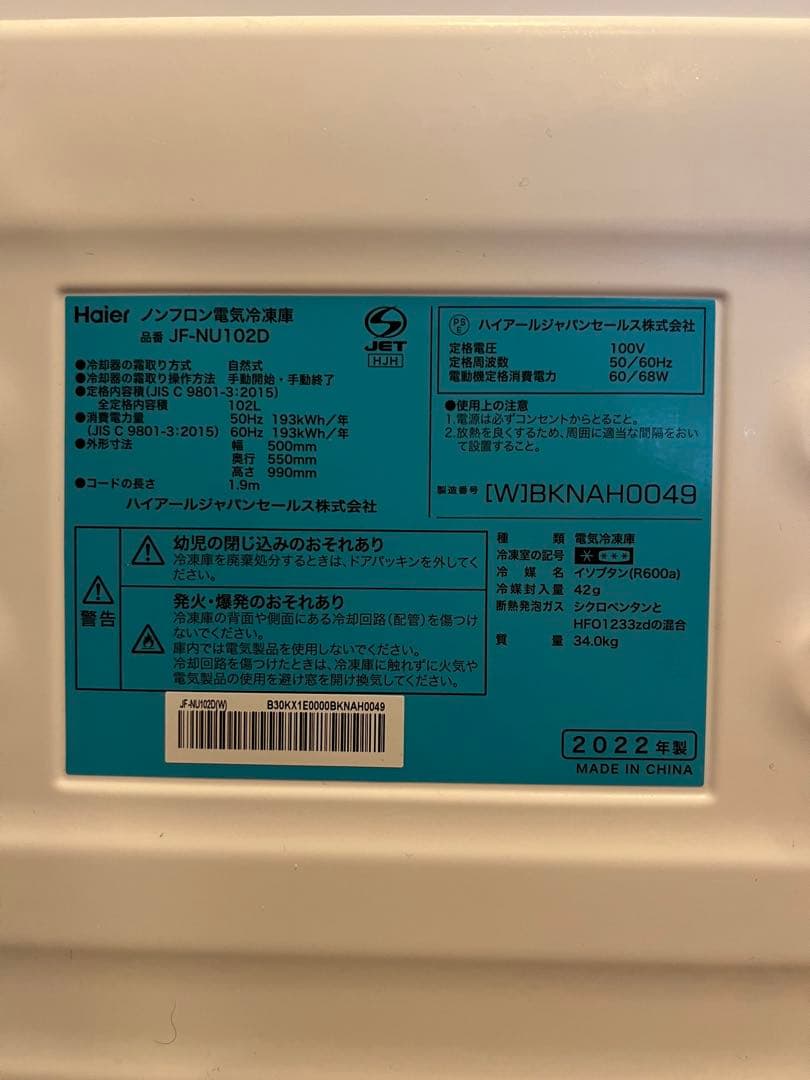 Haier ノンフロン電気冷凍庫
品番 JF-NU102D
●冷却器の霜取り方式 自然式
●冷却器の霜取り操作方法 手動開始・手動終了
●定格内容積(JIS C 9801-3:2015)
全定格内容積 102L
●消費電力量 50Hz 193kWh/年
(JIS C 9801-3:2015) 60Hz 193kWh/年
●外形寸法 幅 500mm
奥行 550mm
高さ 990mm
●コードの長さ 1.9m
ハイアールジャパンセールス株式会社
JET
HJH
PS
E
ハイアールジャパンセールス株式会社
定格電圧 100V
定格周波数 50/60Hz
電動機定格消費電力 60/68W
●使用上の注意
1.電源は必ずコンセントからとること。
2.放熱を良くするため、周囲に適当な間隔をおい
て設置すること。
製造番号 [W]BKNAH0049
警告
幼児の閉じ込めのおそれあり
冷凍庫を廃棄処分するときは、ドアパッキンを外してく
ださい。
発火・爆発のおそれあり
冷凍庫の背面や側面にある冷却回路(配管)を傷つけ
ないでください。
庫内では電気製品を使用しないでください。
冷却回路を傷つけたときは、冷凍庫に触れずに火気や
電気製品の使用を避け窓を開け換気してください。
種類 電気冷凍庫
冷凍室の記号 * ***
冷媒名 イソブタン(R600a)
冷媒封入量 42g
断熱発泡ガス シクロペンタンと
HFO1233zdの混合
質量 34.0kg
JF-NU102D(W) B30KX1E0000BKNAH0049
2022年製
MADE IN CHINA